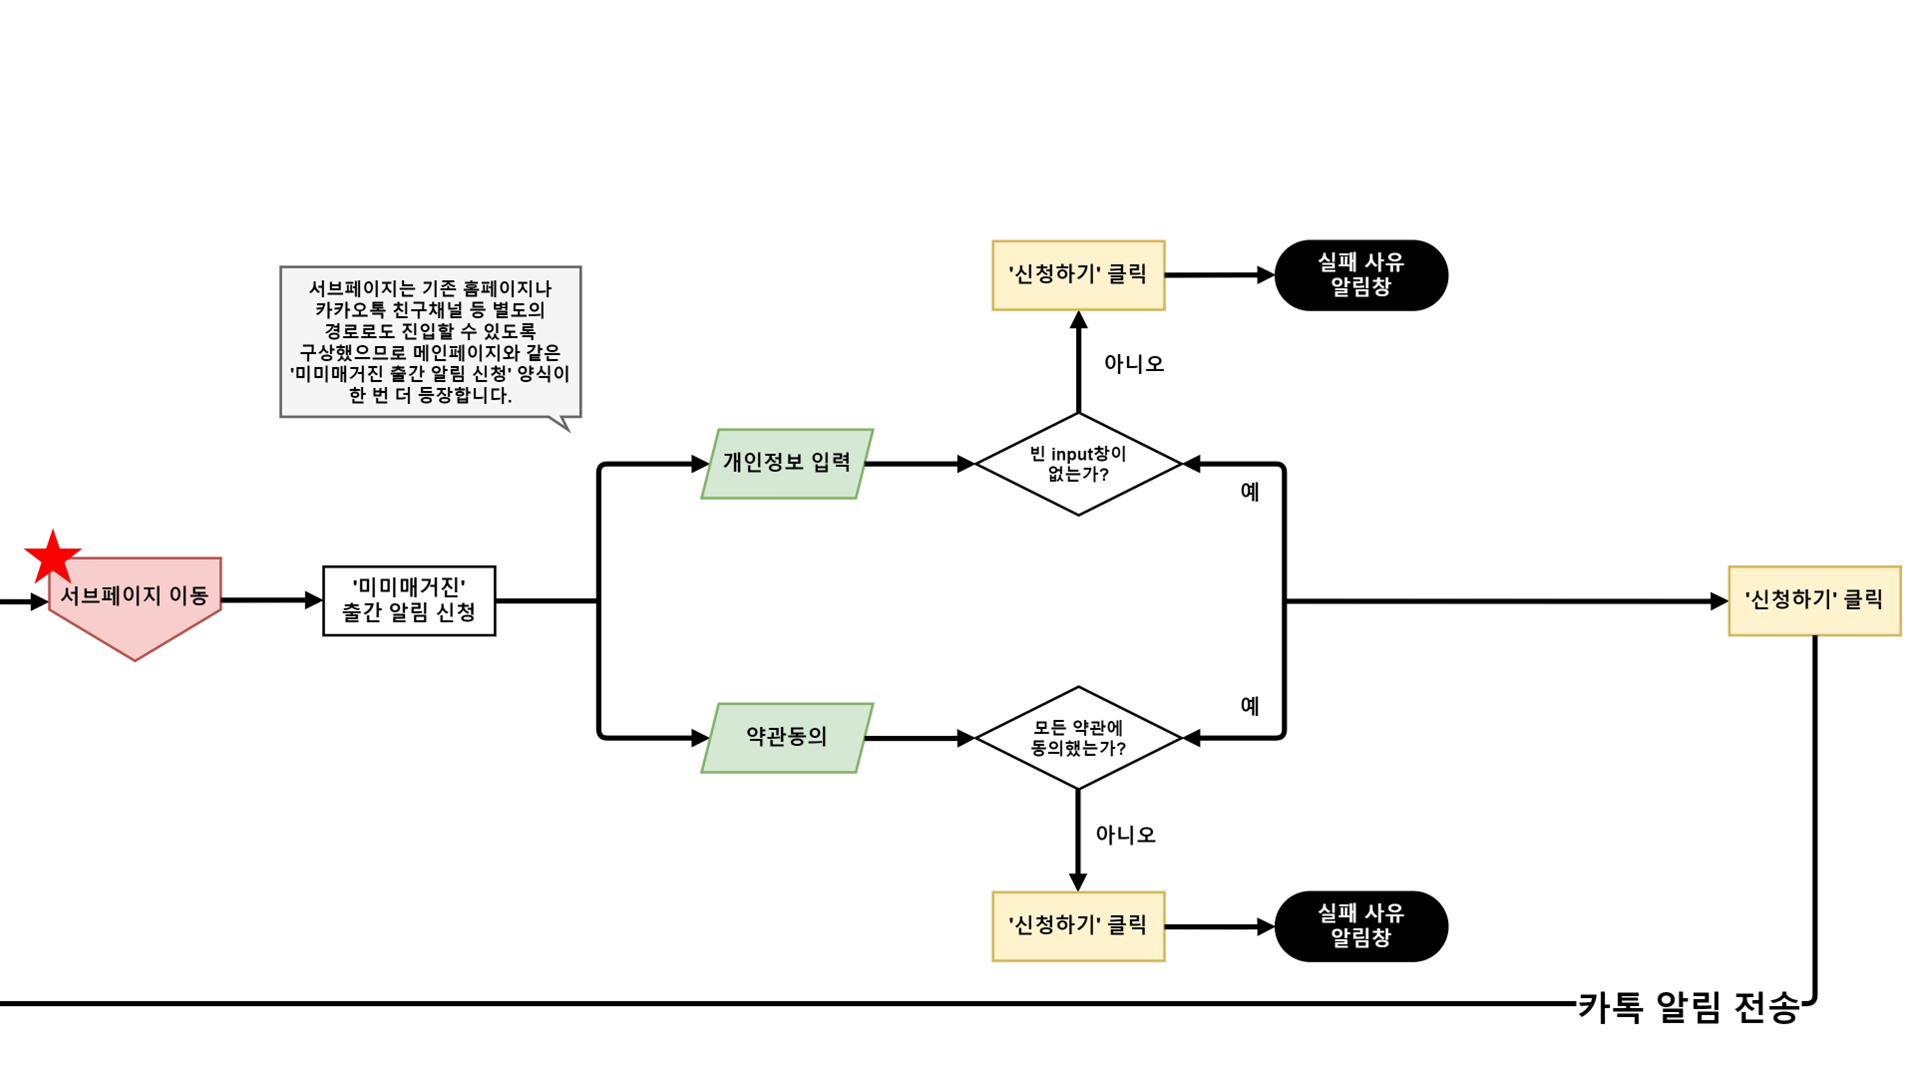 '신청하기' 클릭
실패 사유
알림창
서브페이지는 기존 홈페이지나
카카오톡 친구채널 등 별도의
경로로도 진입할 수 있도록
구상했으므로 메인페이지와 같은
'미미매거진 출간 알림 신청' 양식이
한 번 더 등장합니다.
아니오
개인정보 입력
빈 input창이
없는가?
예
서브페이지 이동
'미미매거진'
출간 알림 신청
'신청하기' 클릭
예
약관동의
모든 약관에
동의했는가?
아니오
'신청하기' 클릭
실패 사유
알림창
카톡 알림 전송